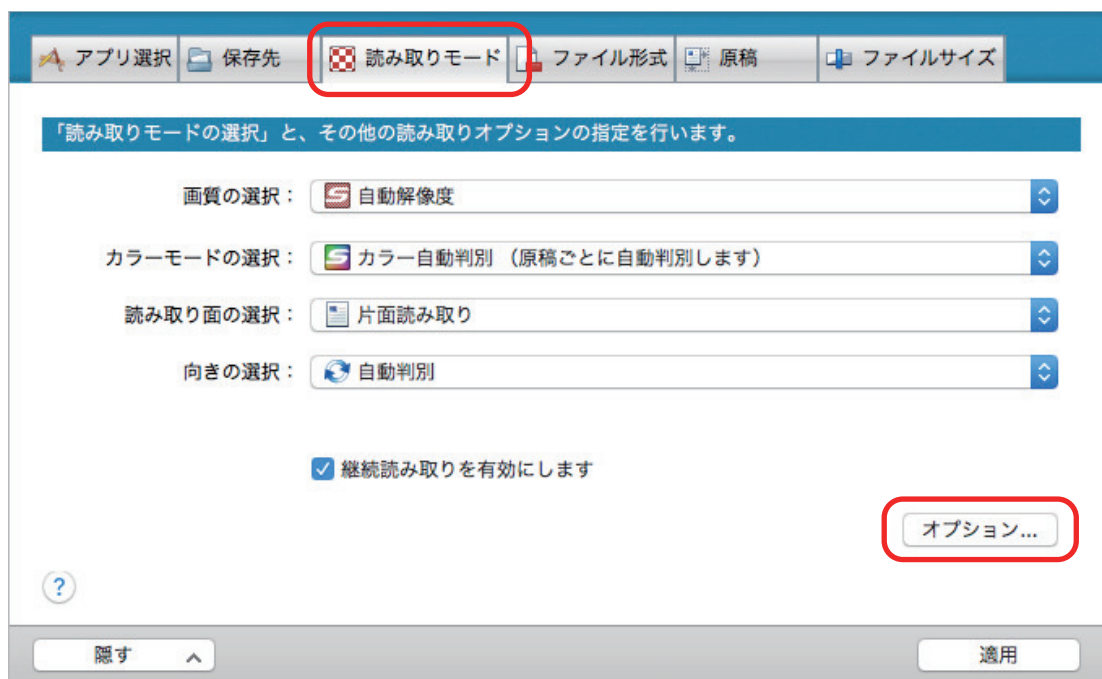 アプリ選択 保存先 読み取りモード ファイル形式 原稿 ファイルサイズ
「読み取りモードの選択」と、その他の読み取りオプションの指定を行います。
画質の選択： 自動解像度
カラーモードの選択： カラー自動判別 （原稿ごとに自動判別します）
読み取り面の選択： 片面読み取り
向きの選択： 自動判別
継続読み取りを有効にします
オプション...
?
隠す 適用